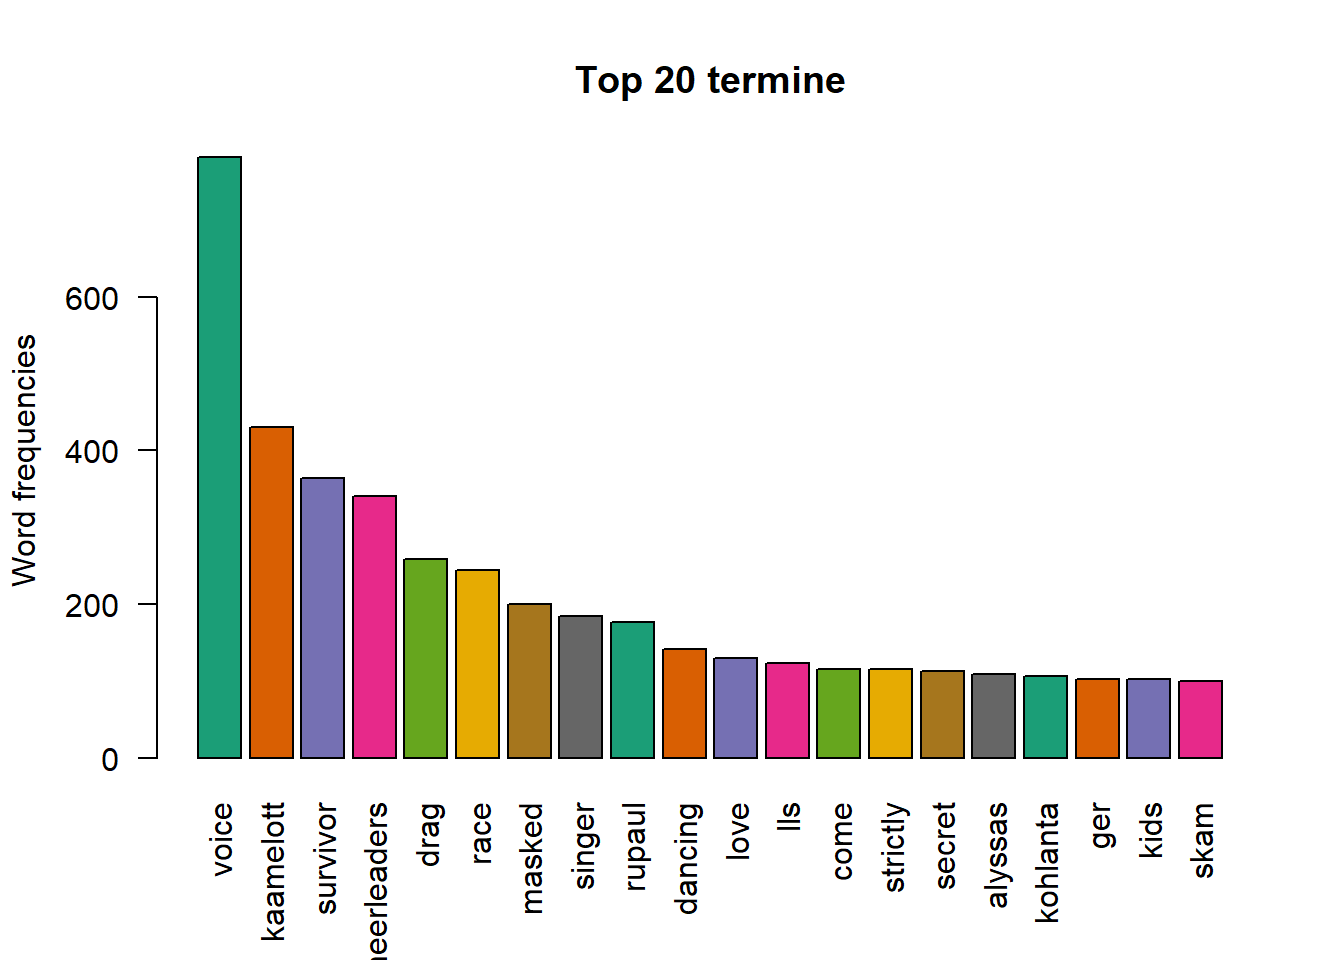 Top 20 termine
Word frequencies
600
400
200
0
voice
kaamelott
survivor
heerleaders
drag
race
masked
singer
rupaul
dancing
love
lls
come
strictly
secret
alyssas
kohlanta
ger
kids
skam